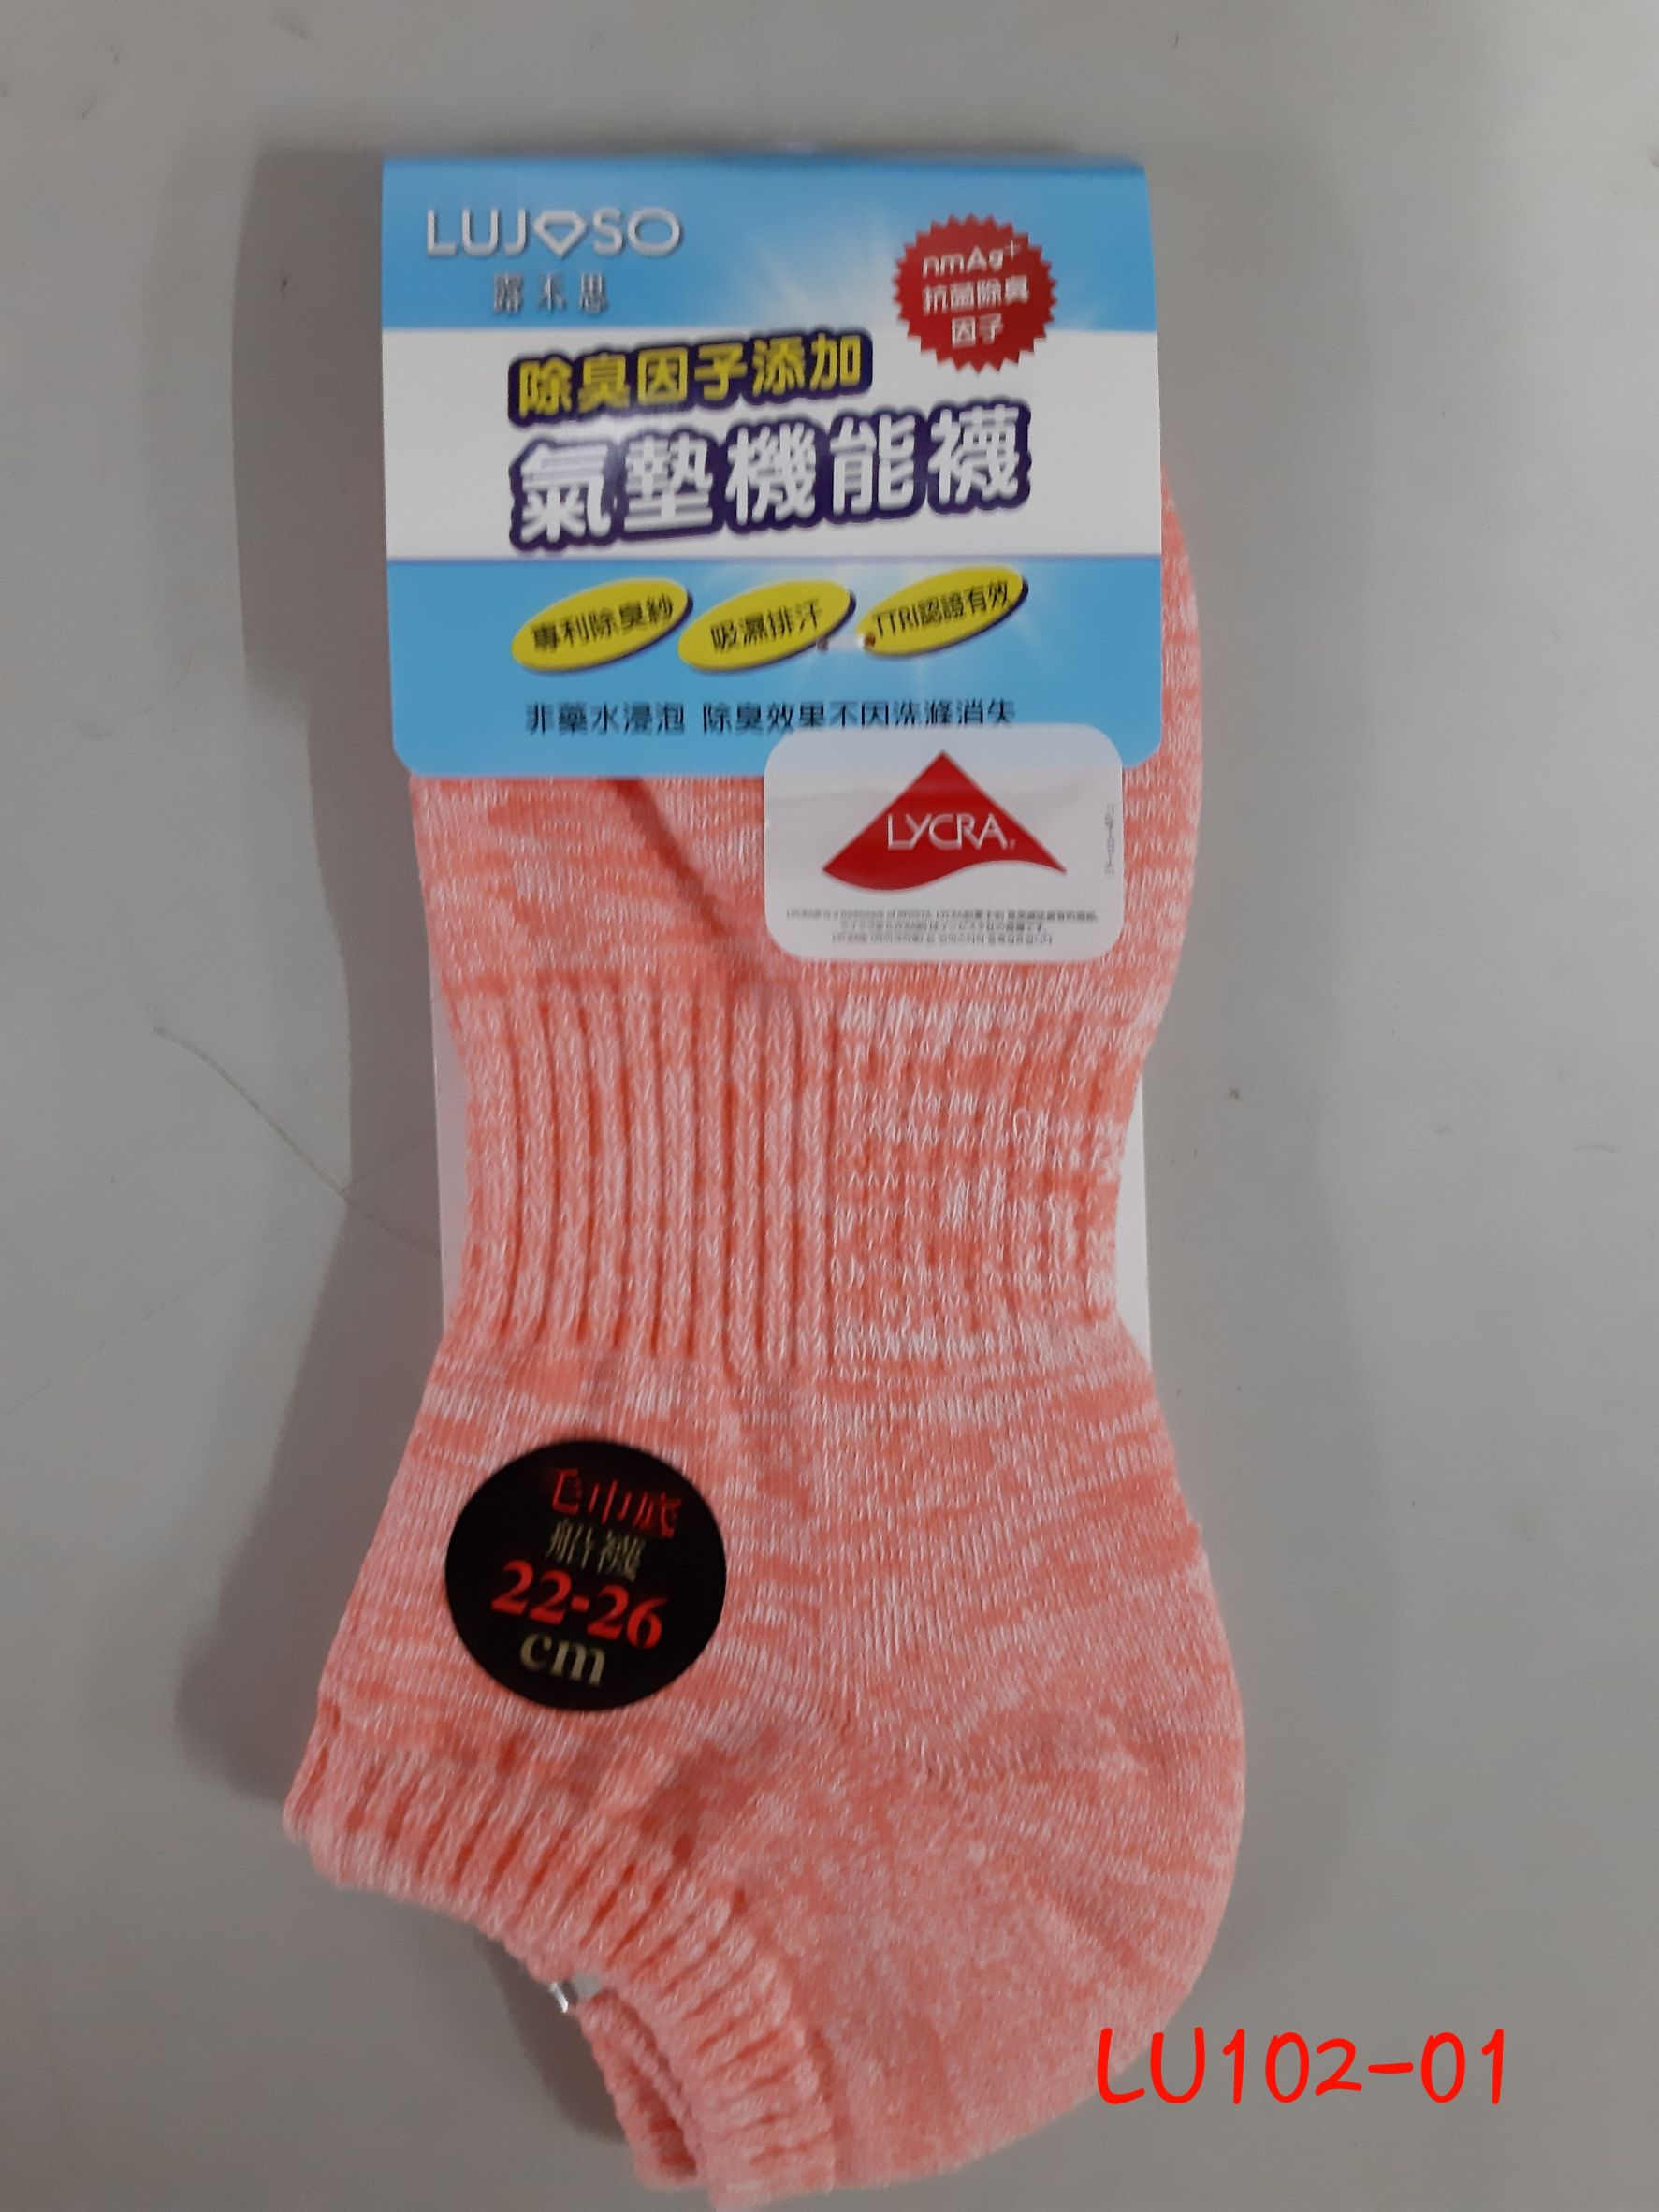 LUJOSO
露禾思
nmAg+
抗菌除臭
因子
除臭因子添加
氣墊機能襪
專利除臭紗
吸濕排汗
TTRI認證有效
非藥水浸泡 除臭效果不因洗滌消失
LYCRA
毛巾底
船襪
22-26
cm
LU102-01